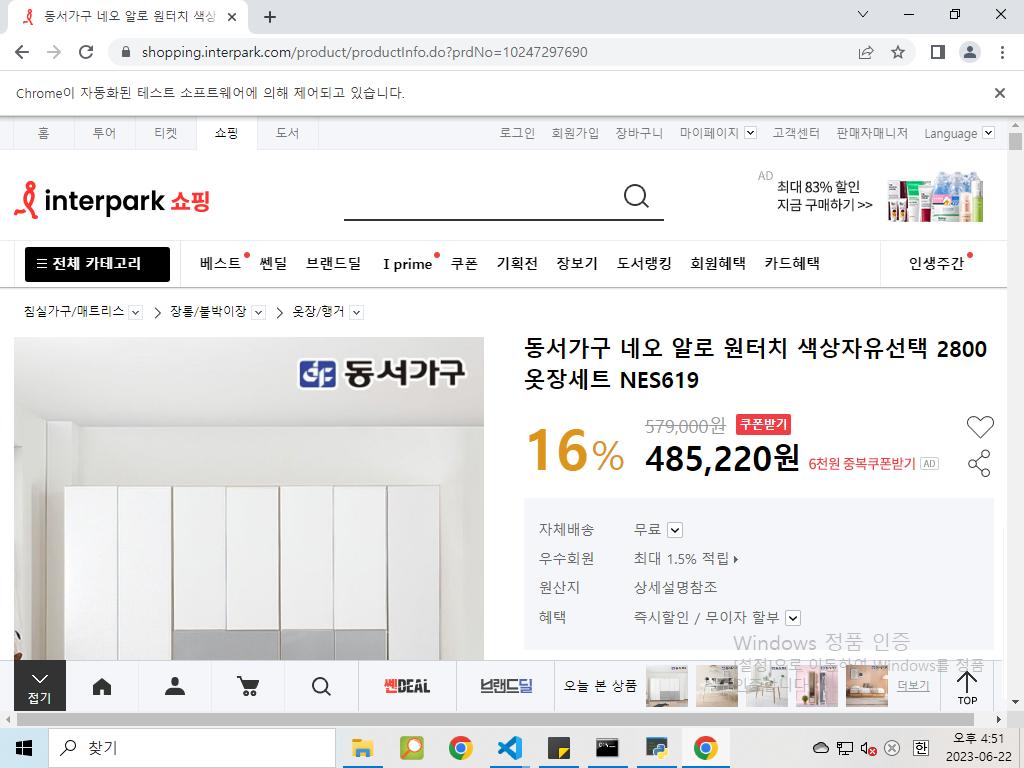 동서가구 네오 알로 원터치 색상
shopping.interpark.com/product/productInfo.do?prdNo=10247297690
Chrome이 자동화된 테스트 소프트웨어에 의해 제어되고 있습니다.
홈 투어 티켓 쇼핑 도서 로그인 회원가입 장바구니 마이페이지 고객센터 판매자매니저 Language
interpark 쇼핑
AD 최대 83% 할인
지금 구매하기 >>
전체 카테고리 베스트 쎈딜 브랜드딜 I prime 쿠폰 기획전 장보기 도서랭킹 회원혜택 카드혜택 인생주간
침실가구/매트리스 장롱/붙박이장 옷장/행거
동서가구
동서가구 네오 알로 원터치 색상자유선택 2800
옷장세트 NES619
16%
579,000원 쿠폰받기
485,220원 6천원 중복쿠폰받기 AD
자체배송 무료
우수회원 최대 1.5% 적립
원산지 상세설명참조
혜택 즉시할인 / 무이자 할부
Windows 정품 인증
[설정]으로 이동하여 Windows를 정품
인증합니다.
접기 쎈DEAL 브랜드딜 오늘 본 상품 더보기 TOP
찾기
한
오후 4:51
2023-06-22